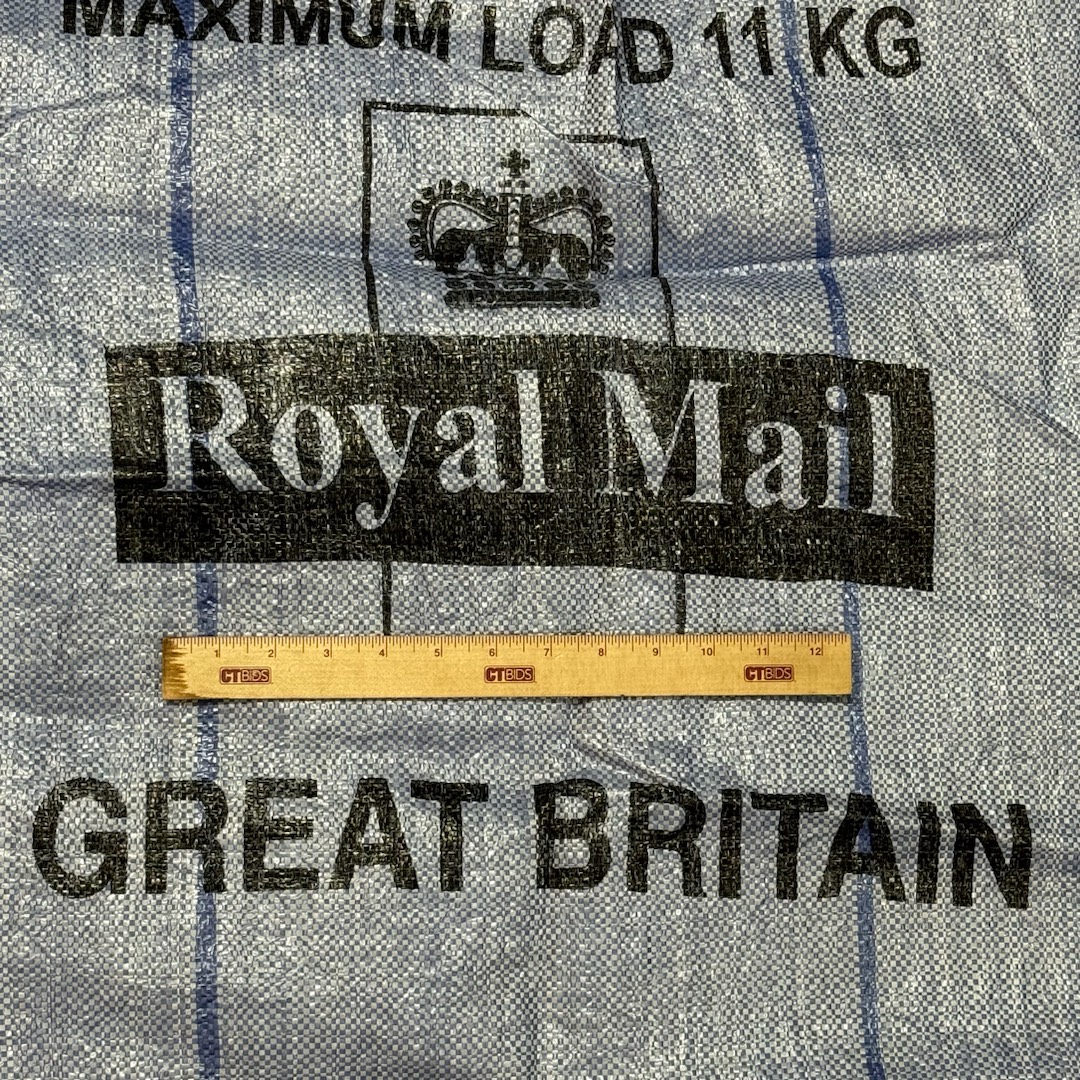 MAXIMUM LOAD 11 KG
Royal Mail
1 2 3 4 5 6 7 8 9 10 11 12
CTBIDS CTBIDS CTBIDS
GREAT BRITAIN